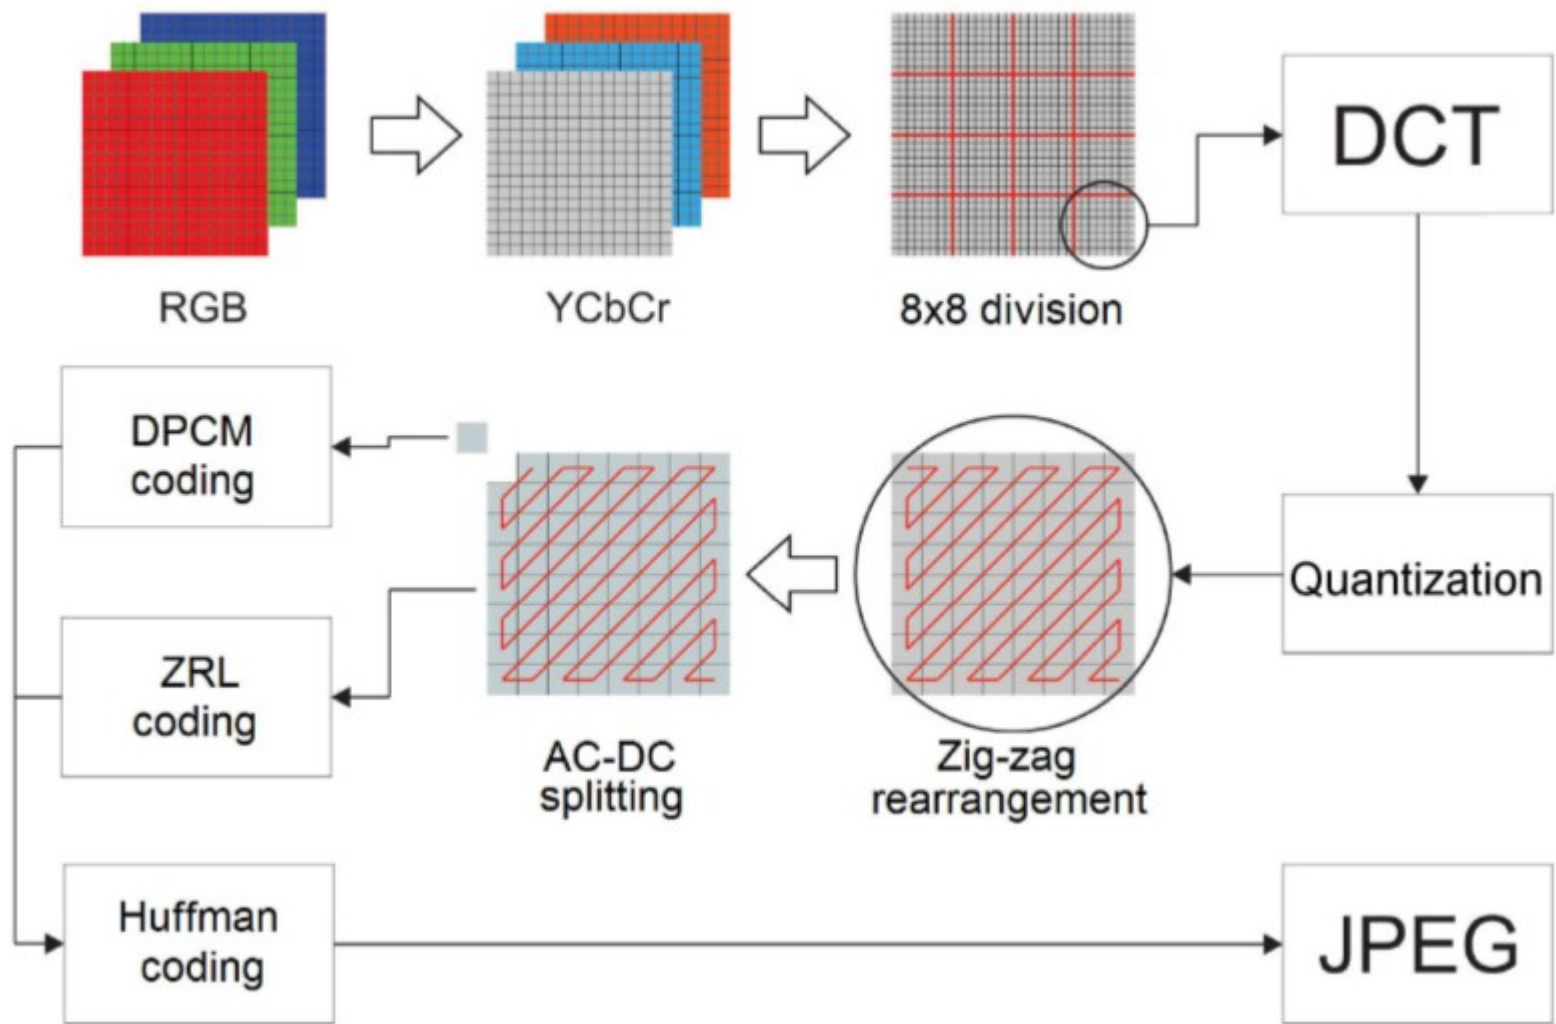 RGB
YCbCr
8x8 division
DCT
DPCM
coding
ZRL
coding
AC-DC
splitting
Zig-zag
rearrangement
Quantization
Huffman
coding
JPEG